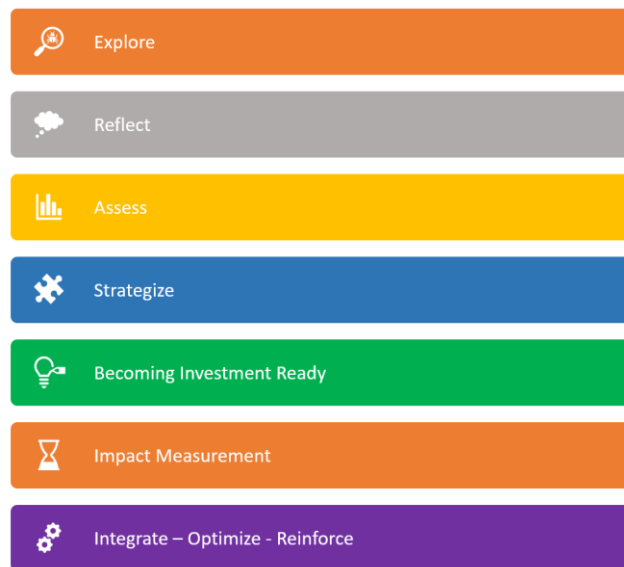 Explore
Reflect
Assess
Strategize
Becoming Investment Ready
Impact Measurement
Integrate – Optimize - Reinforce